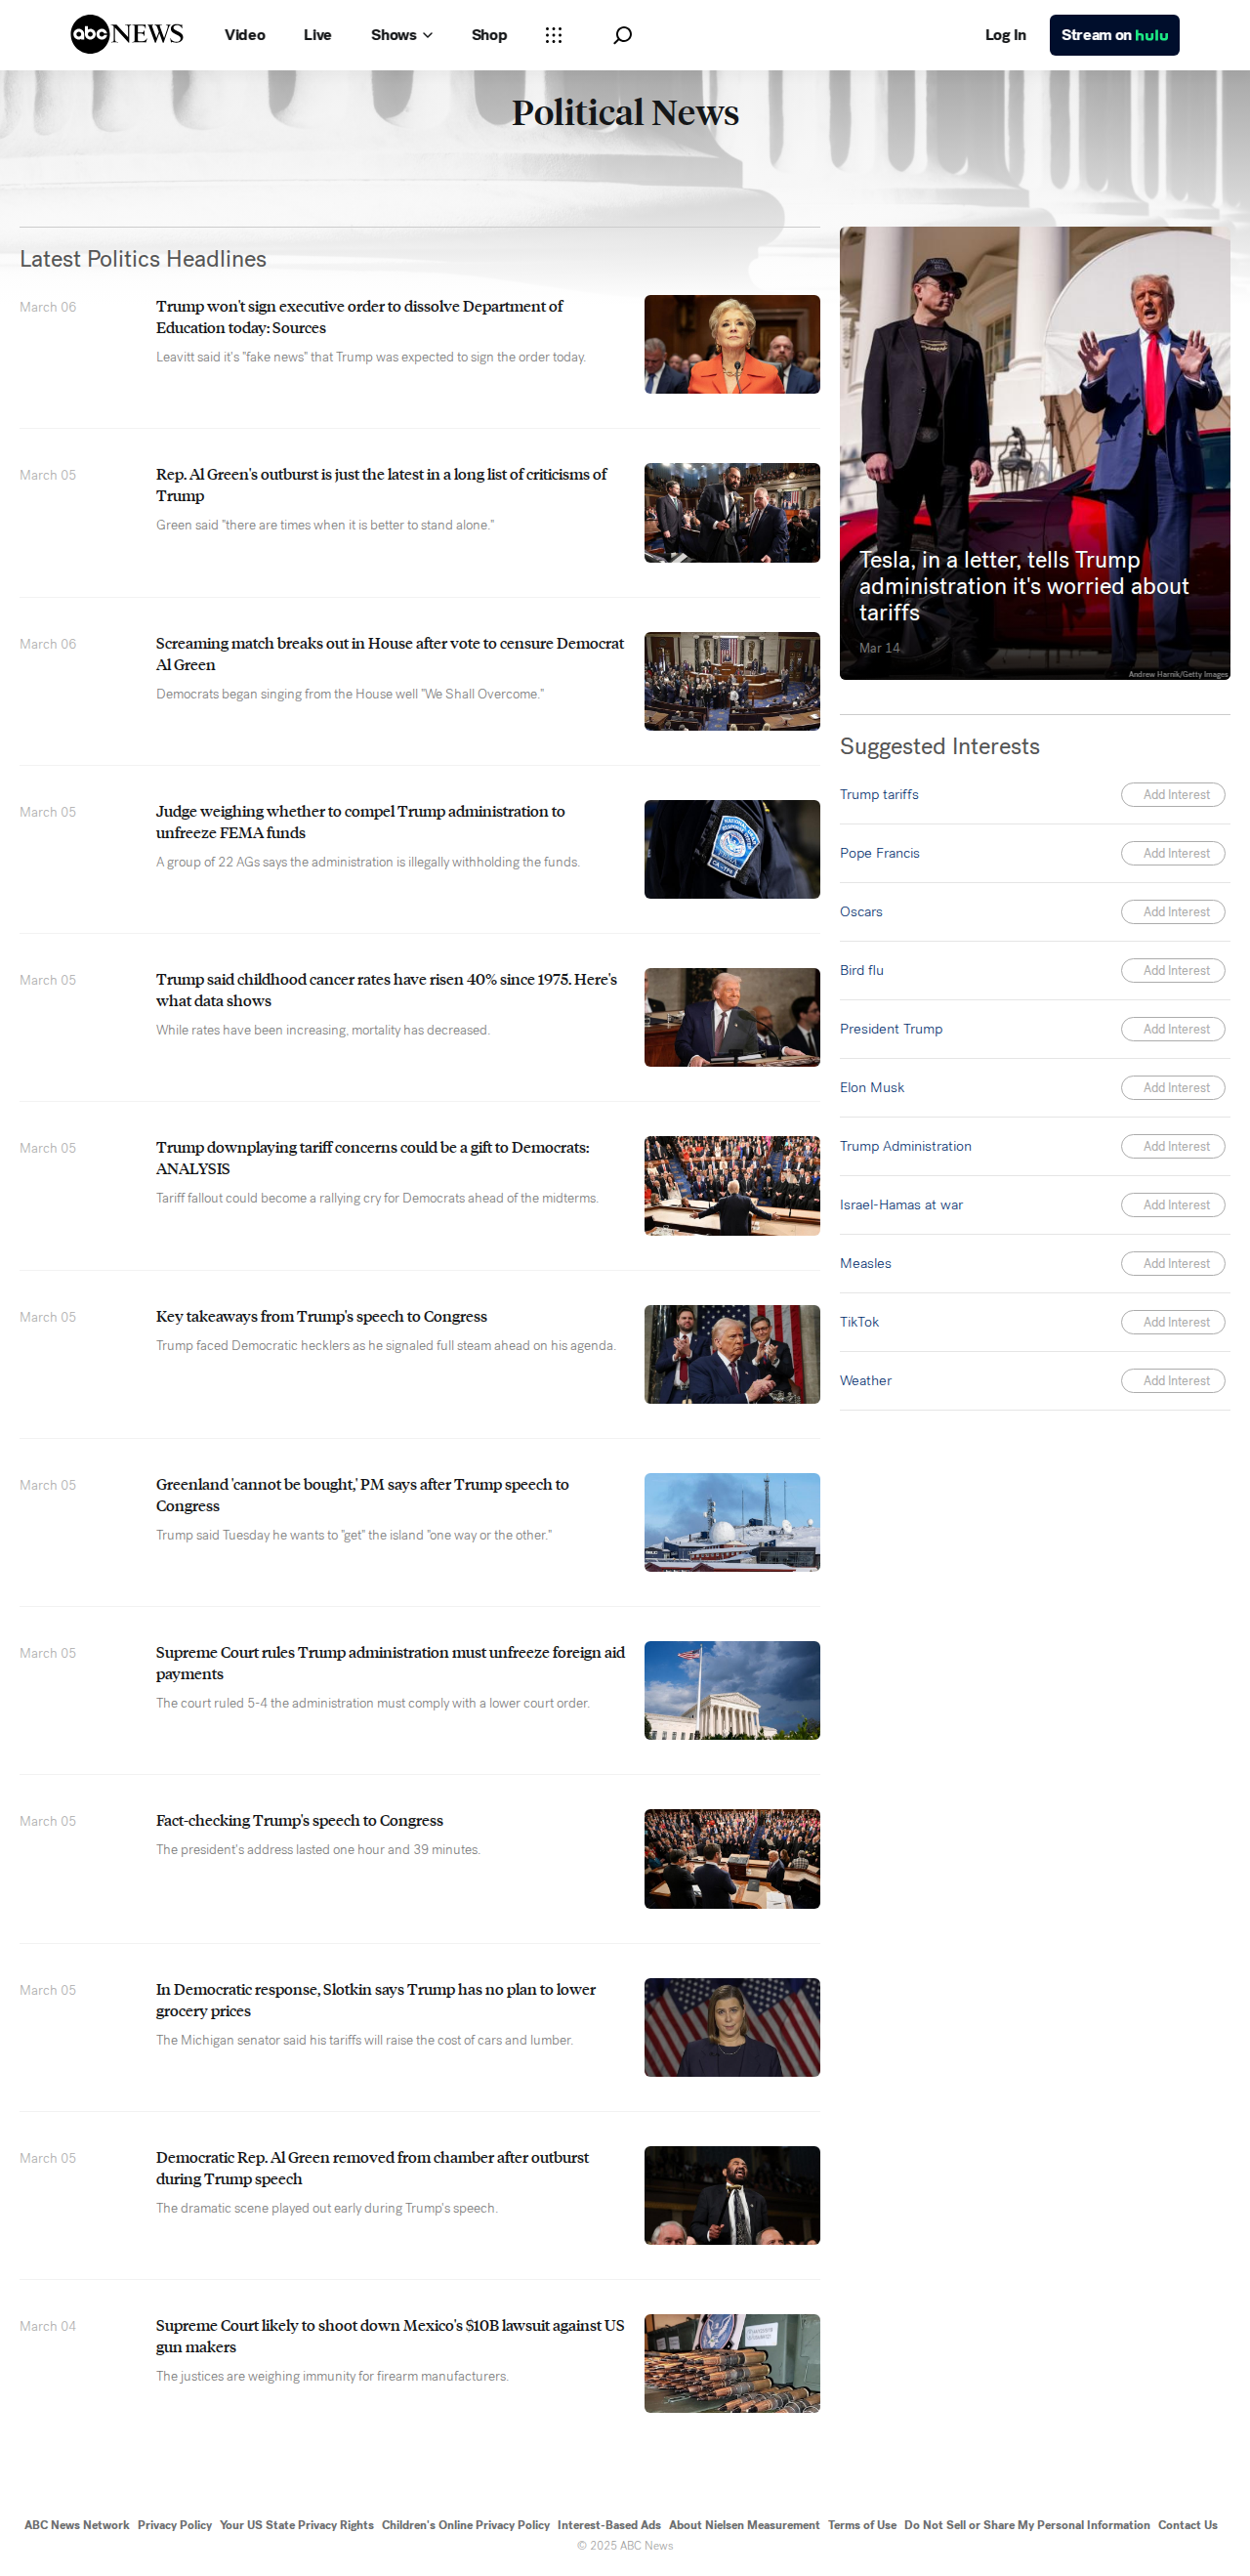 abc NEWS Video Live Shows Shop Log In Stream on hulu
Political News
Latest Politics Headlines
March 06
Trump won't sign executive order to dissolve Department of
Education today: Sources
Leavitt said it's "fake news" that Trump was expected to sign the order today.
March 05
Rep. Al Green's outburst is just the latest in a long list of criticisms of
Trump
Green said "there are times when it is better to stand alone."
March 06
Screaming match breaks out in House after vote to censure Democrat
Al Green
Democrats began singing from the House well "We Shall Overcome."
March 05
Judge weighing whether to compel Trump administration to
unfreeze FEMA funds
A group of 22 AGs says the administration is illegally withholding the funds.
March 05
Trump said childhood cancer rates have risen 40% since 1975. Here's
what data shows
While rates have been increasing, mortality has decreased.
March 05
Trump downplaying tariff concerns could be a gift to Democrats:
ANALYSIS
Tariff fallout could become a rallying cry for Democrats ahead of the midterms.
March 05
Key takeaways from Trump's speech to Congress
Trump faced Democratic hecklers as he signaled full steam ahead on his agenda.
March 05
Greenland 'cannot be bought,' PM says after Trump speech to
Congress
Trump said Tuesday he wants to "get" the island "one way or the other."
March 05
Supreme Court rules Trump administration must unfreeze foreign aid
payments
The court ruled 5-4 the administration must comply with a lower court order.
March 05
Fact-checking Trump's speech to Congress
The president's address lasted one hour and 39 minutes.
March 05
In Democratic response, Slotkin says Trump has no plan to lower
grocery prices
The Michigan senator said his tariffs will raise the cost of cars and lumber.
March 05
Democratic Rep. Al Green removed from chamber after outburst
during Trump speech
The dramatic scene played out early during Trump's speech.
March 04
Supreme Court likely to shoot down Mexico's $10B lawsuit against US
gun makers
The justices are weighing immunity for firearm manufacturers.
Tesla, in a letter, tells Trump
administration it's worried about
tariffs
Mar 14
Andrew Harnik/Getty Images
Suggested Interests
Trump tariffs Add Interest
Pope Francis Add Interest
Oscars Add Interest
Bird flu Add Interest
President Trump Add Interest
Elon Musk Add Interest
Trump Administration Add Interest
Israel-Hamas at war Add Interest
Measles Add Interest
TikTok Add Interest
Weather Add Interest
ABC News Network Privacy Policy Your US State Privacy Rights Children's Online Privacy Policy Interest-Based Ads About Nielsen Measurement Terms of Use Do Not Sell or Share My Personal Information Contact Us
© 2025 ABC News